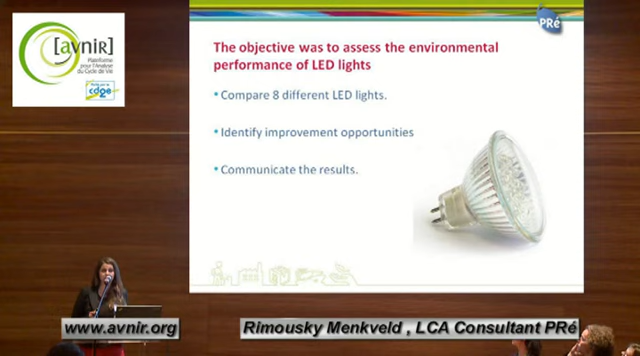 [avniR]
Plateforme
pour l'Analyse
du Cycle de Vie
cd2e
PRé
The objective was to assess the environmental
performance of LED lights
• Compare 8 different LED lights.
• Identify improvement opportunities
• Communicate the results.
www.avnir.org
Rimousky Menkveld , LCA Consultant PRé